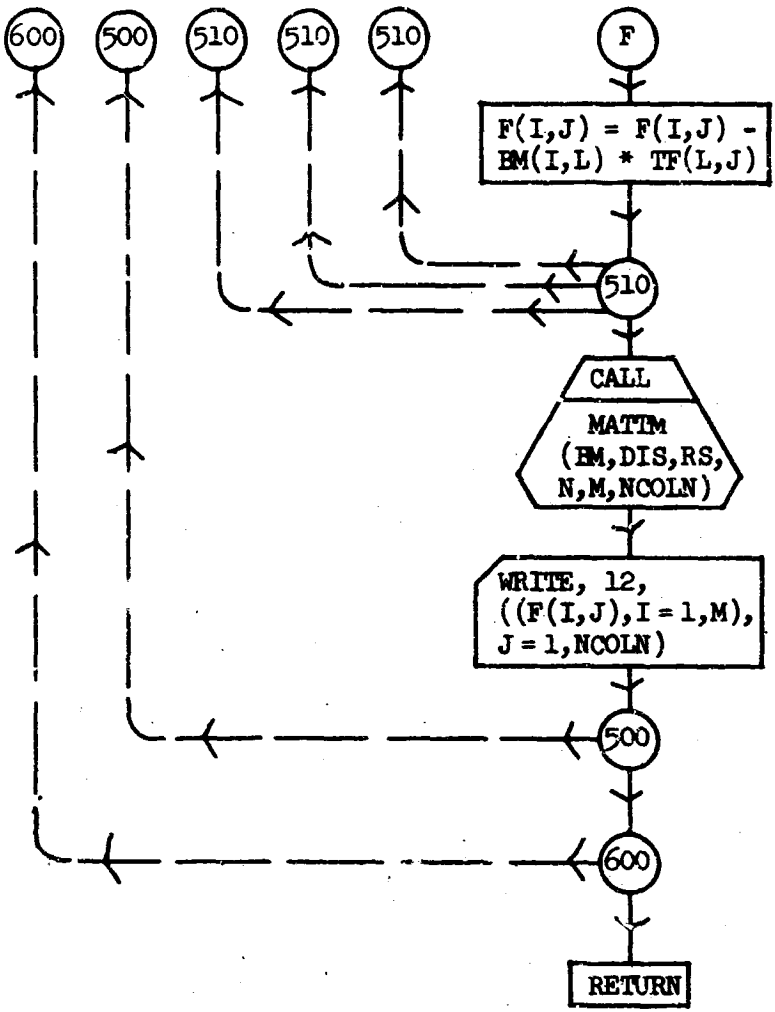 600 500 510 510 510 F
F(I,J) = F(I,J) -
BM(I,L) * TF(L,J)
510
CALL
MATTM
(BM,DIS,RS,
N,M,NCOLN)
WRITE, 12,
((F(I,J),I=1,M),
J=1,NCOLN)
500
600
RETURN